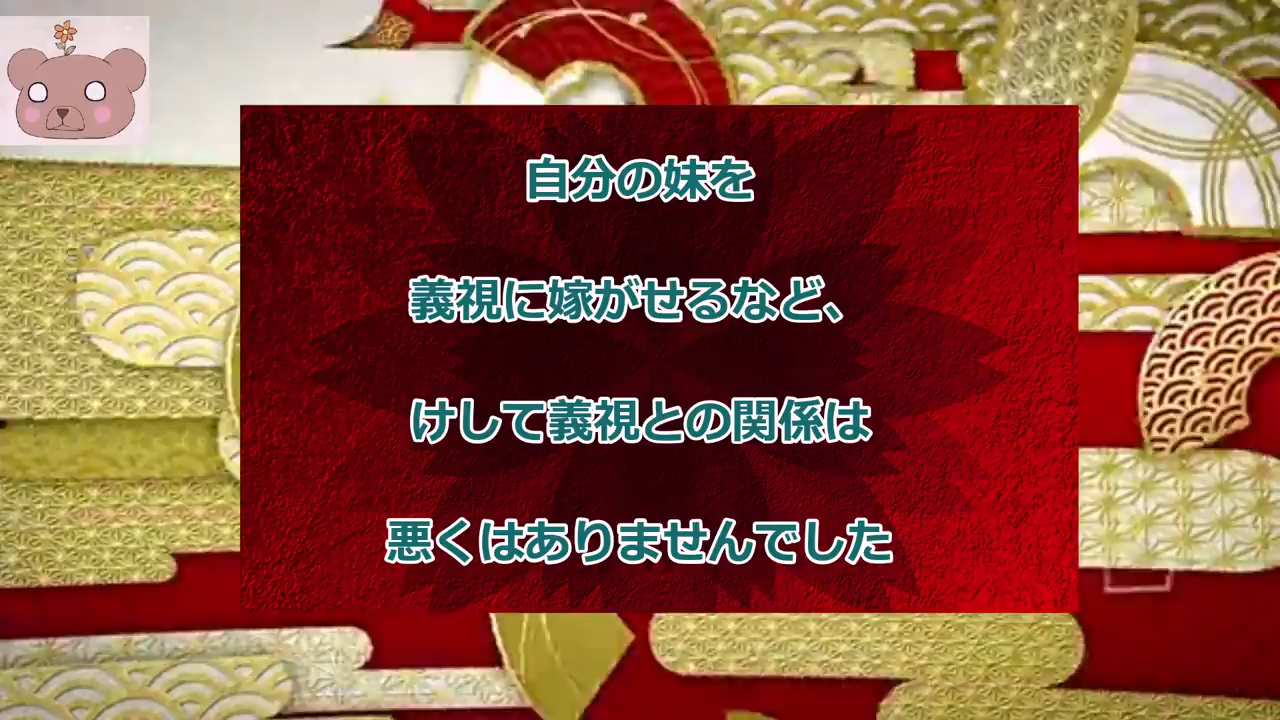 自分の妹を
義視に嫁がせるなど、
けして義視との関係は
悪くはありませんでした